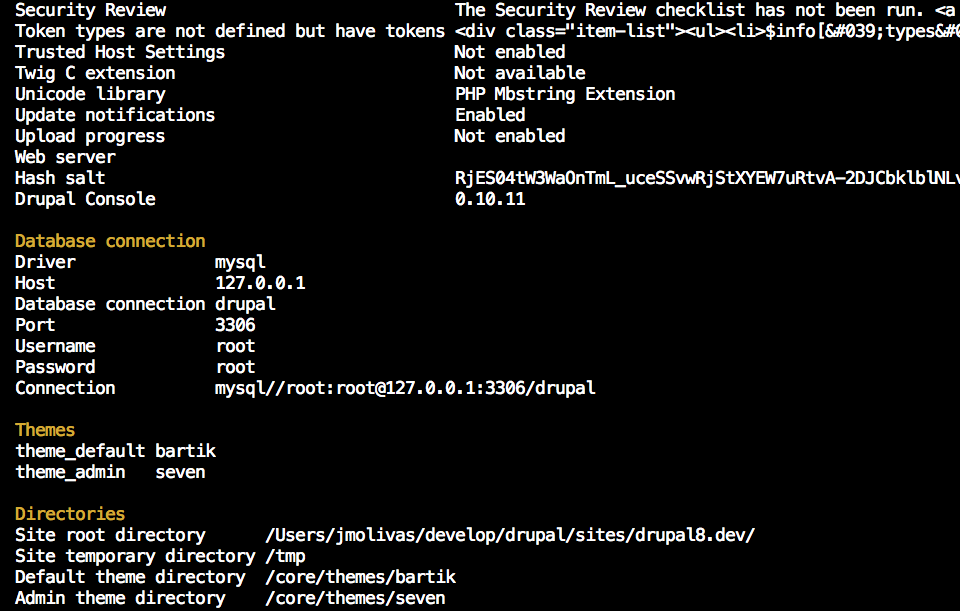 Security Review The Security Review checklist has not been run. <a
Token types are not defined but have tokens <div class="item-list"><ul><li>$info[&#039;types&#0
Trusted Host Settings Not enabled
Twig C extension Not available
Unicode library PHP Mbstring Extension
Update notifications Enabled
Upload progress Not enabled
Web server
Hash salt RjES04tW3WaOnTmL_uceSSvwRjStXYEW7uRtvA-2DJCbklblNLv
Drupal Console 0.10.11
Database connection
Driver mysql
Host 127.0.0.1
Database connection drupal
Port 3306
Username root
Password root
Connection mysql//root:root@127.0.0.1:3306/drupal
Themes
theme_default bartik
theme_admin seven
Directories
Site root directory /Users/jmolivas/develop/drupal/sites/drupal8.dev/
Site temporary directory /tmp
Default theme directory /core/themes/bartik
Admin theme directory /core/themes/seven